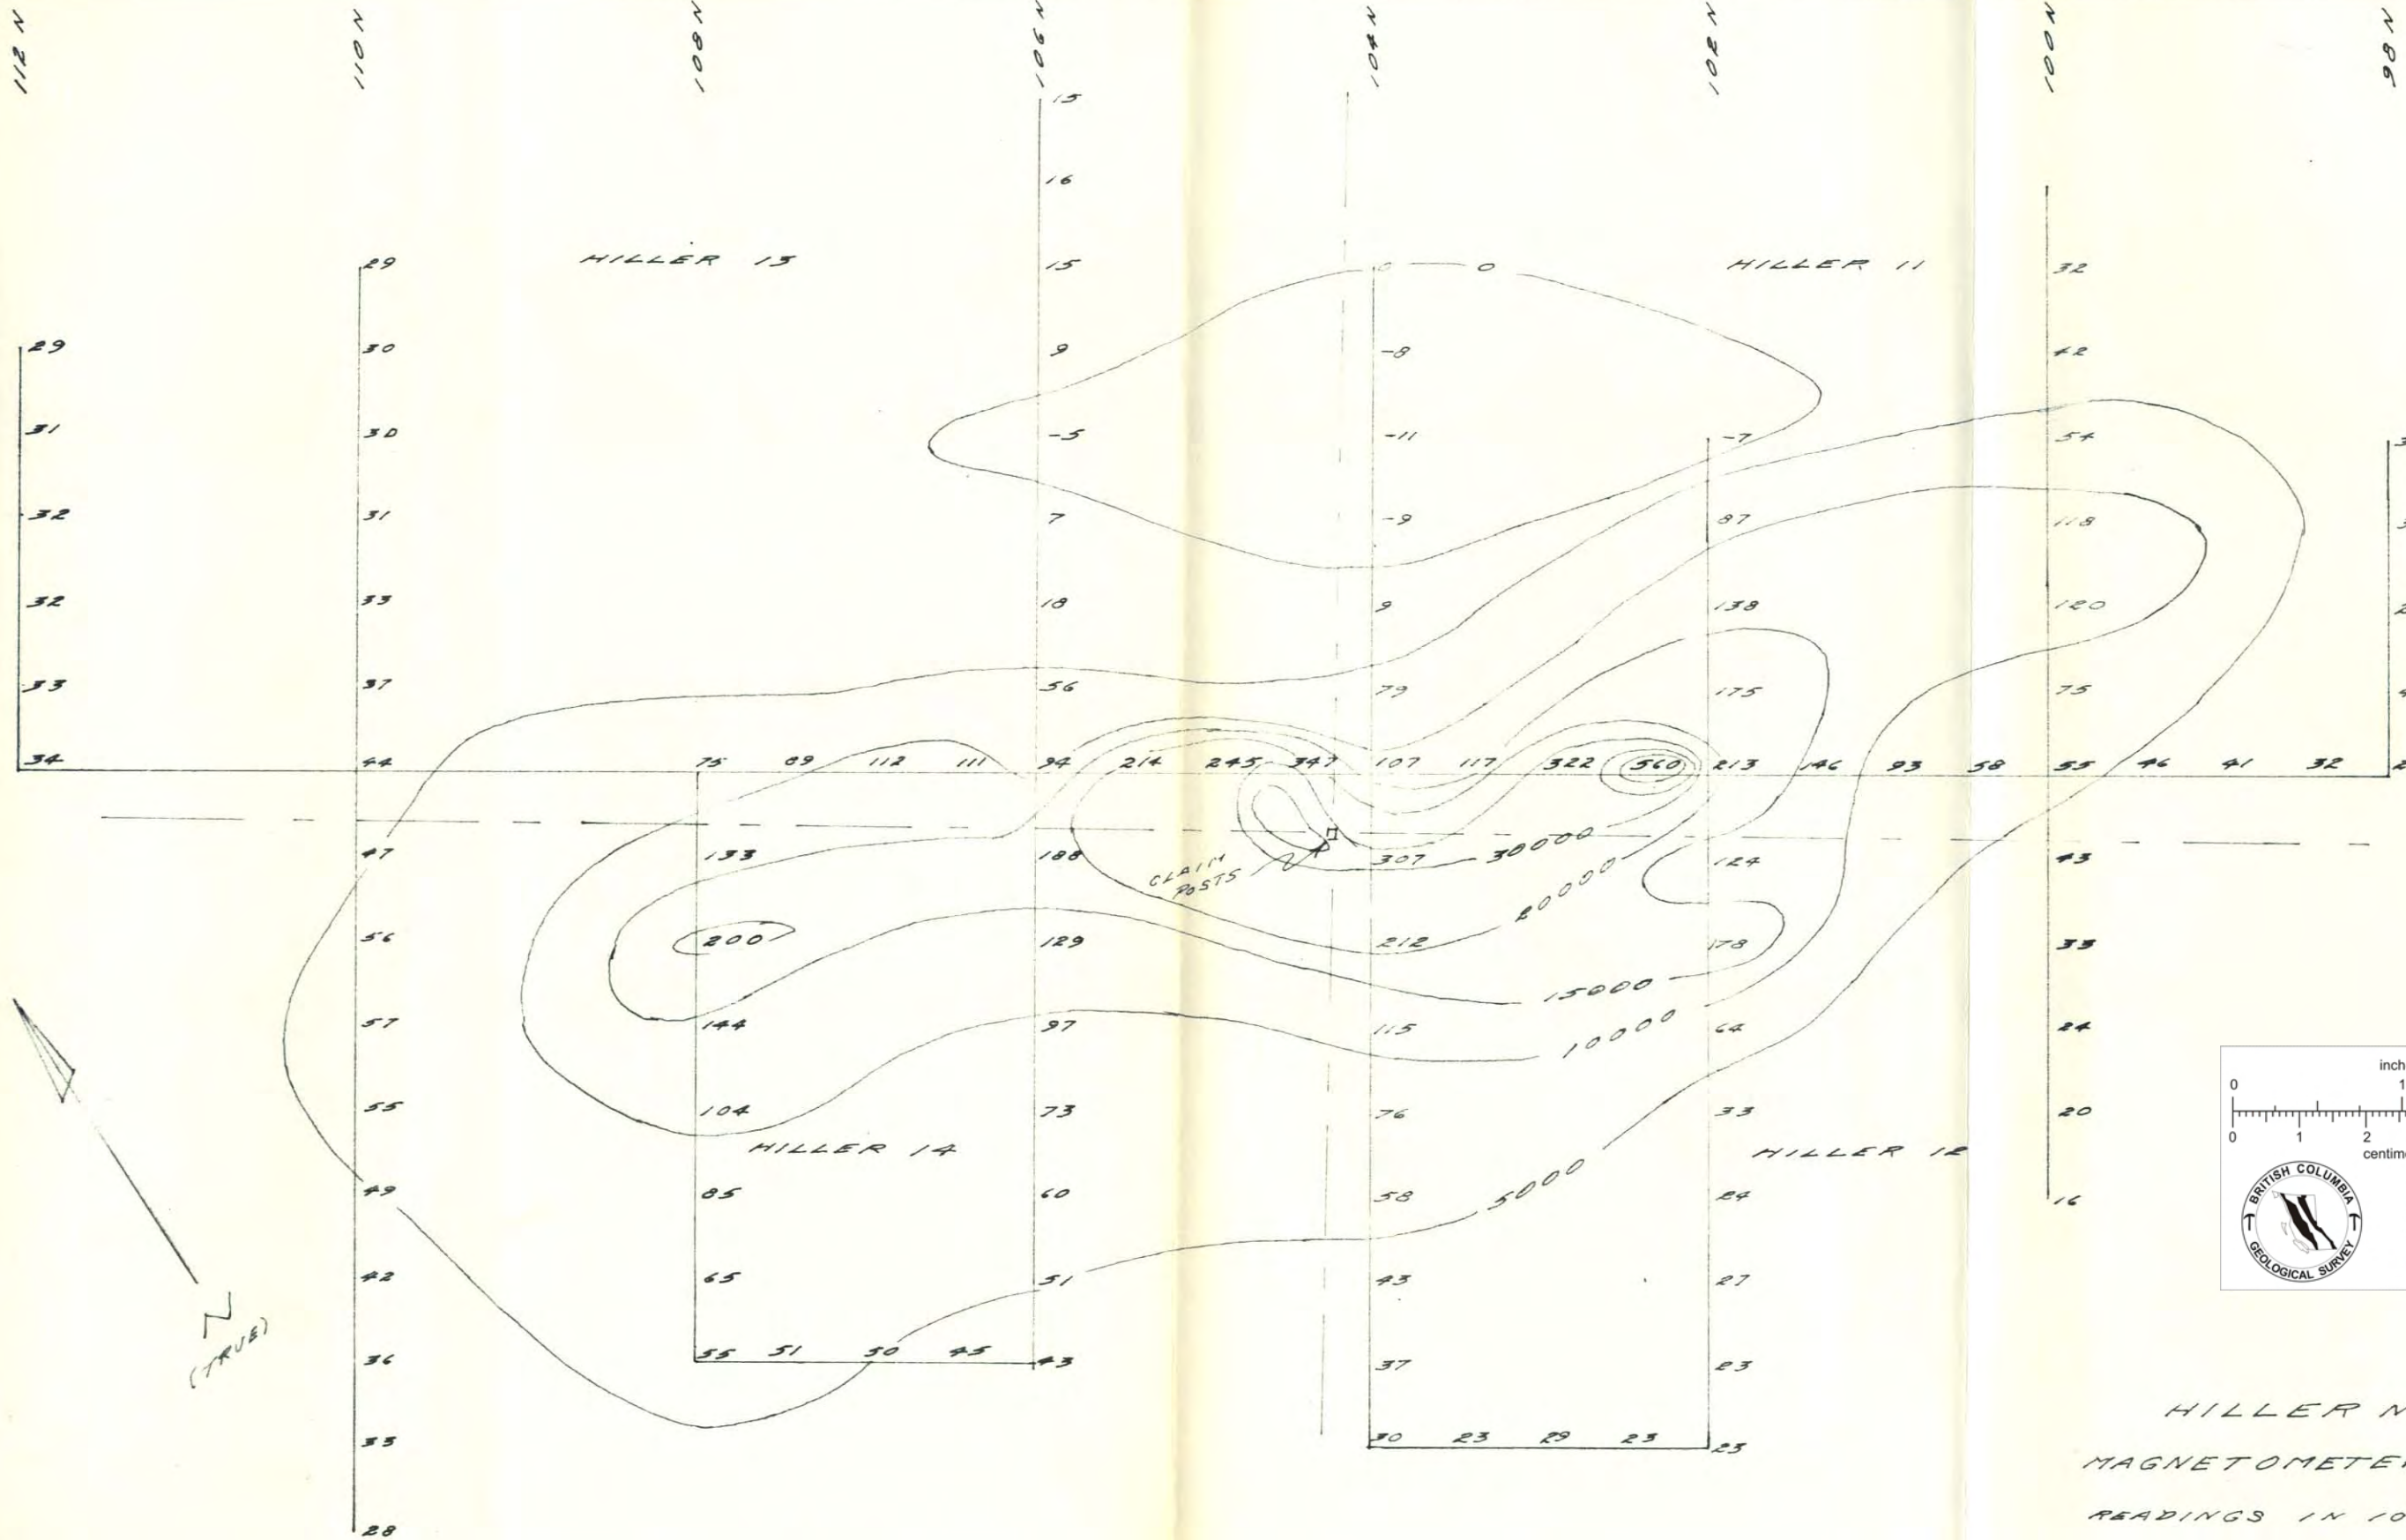 112 N 110 N 108 N 106 N 104 N 102 N 100 N 98 N
15
16
29 HILLER 13 15 0 0 HILLER 11 32
29 30 9 -8 42
31 30 -5 -11 -7 54
32 31 7 -9 87 118
32 33 18 9 138 120
33 37 56 79 175 75
34 44 75 89 112 111 94 214 245 347 107 117 322 560 213 146 93 58 55 46 41 32
47 133 188 307 30000 124 43
CLAIM
POSTS
20000
56 200 129 212 178 33
15000
57 144 97 115 10000 64 24
55 104 73 76 33 20
HILLER 14 HILLER 12
49 85 60 58 5000 24 16
42 65 51 43 27
N
(TRUE)
36 55 51 50 45 43 37 23
33 30 23 29 23 23
28
inch
0 1
0 1 2
centim
BRITISH COLUMBIA
GEOLOGICAL SURVEY
HILLER N
MAGNETOMETER
READINGS IN 10